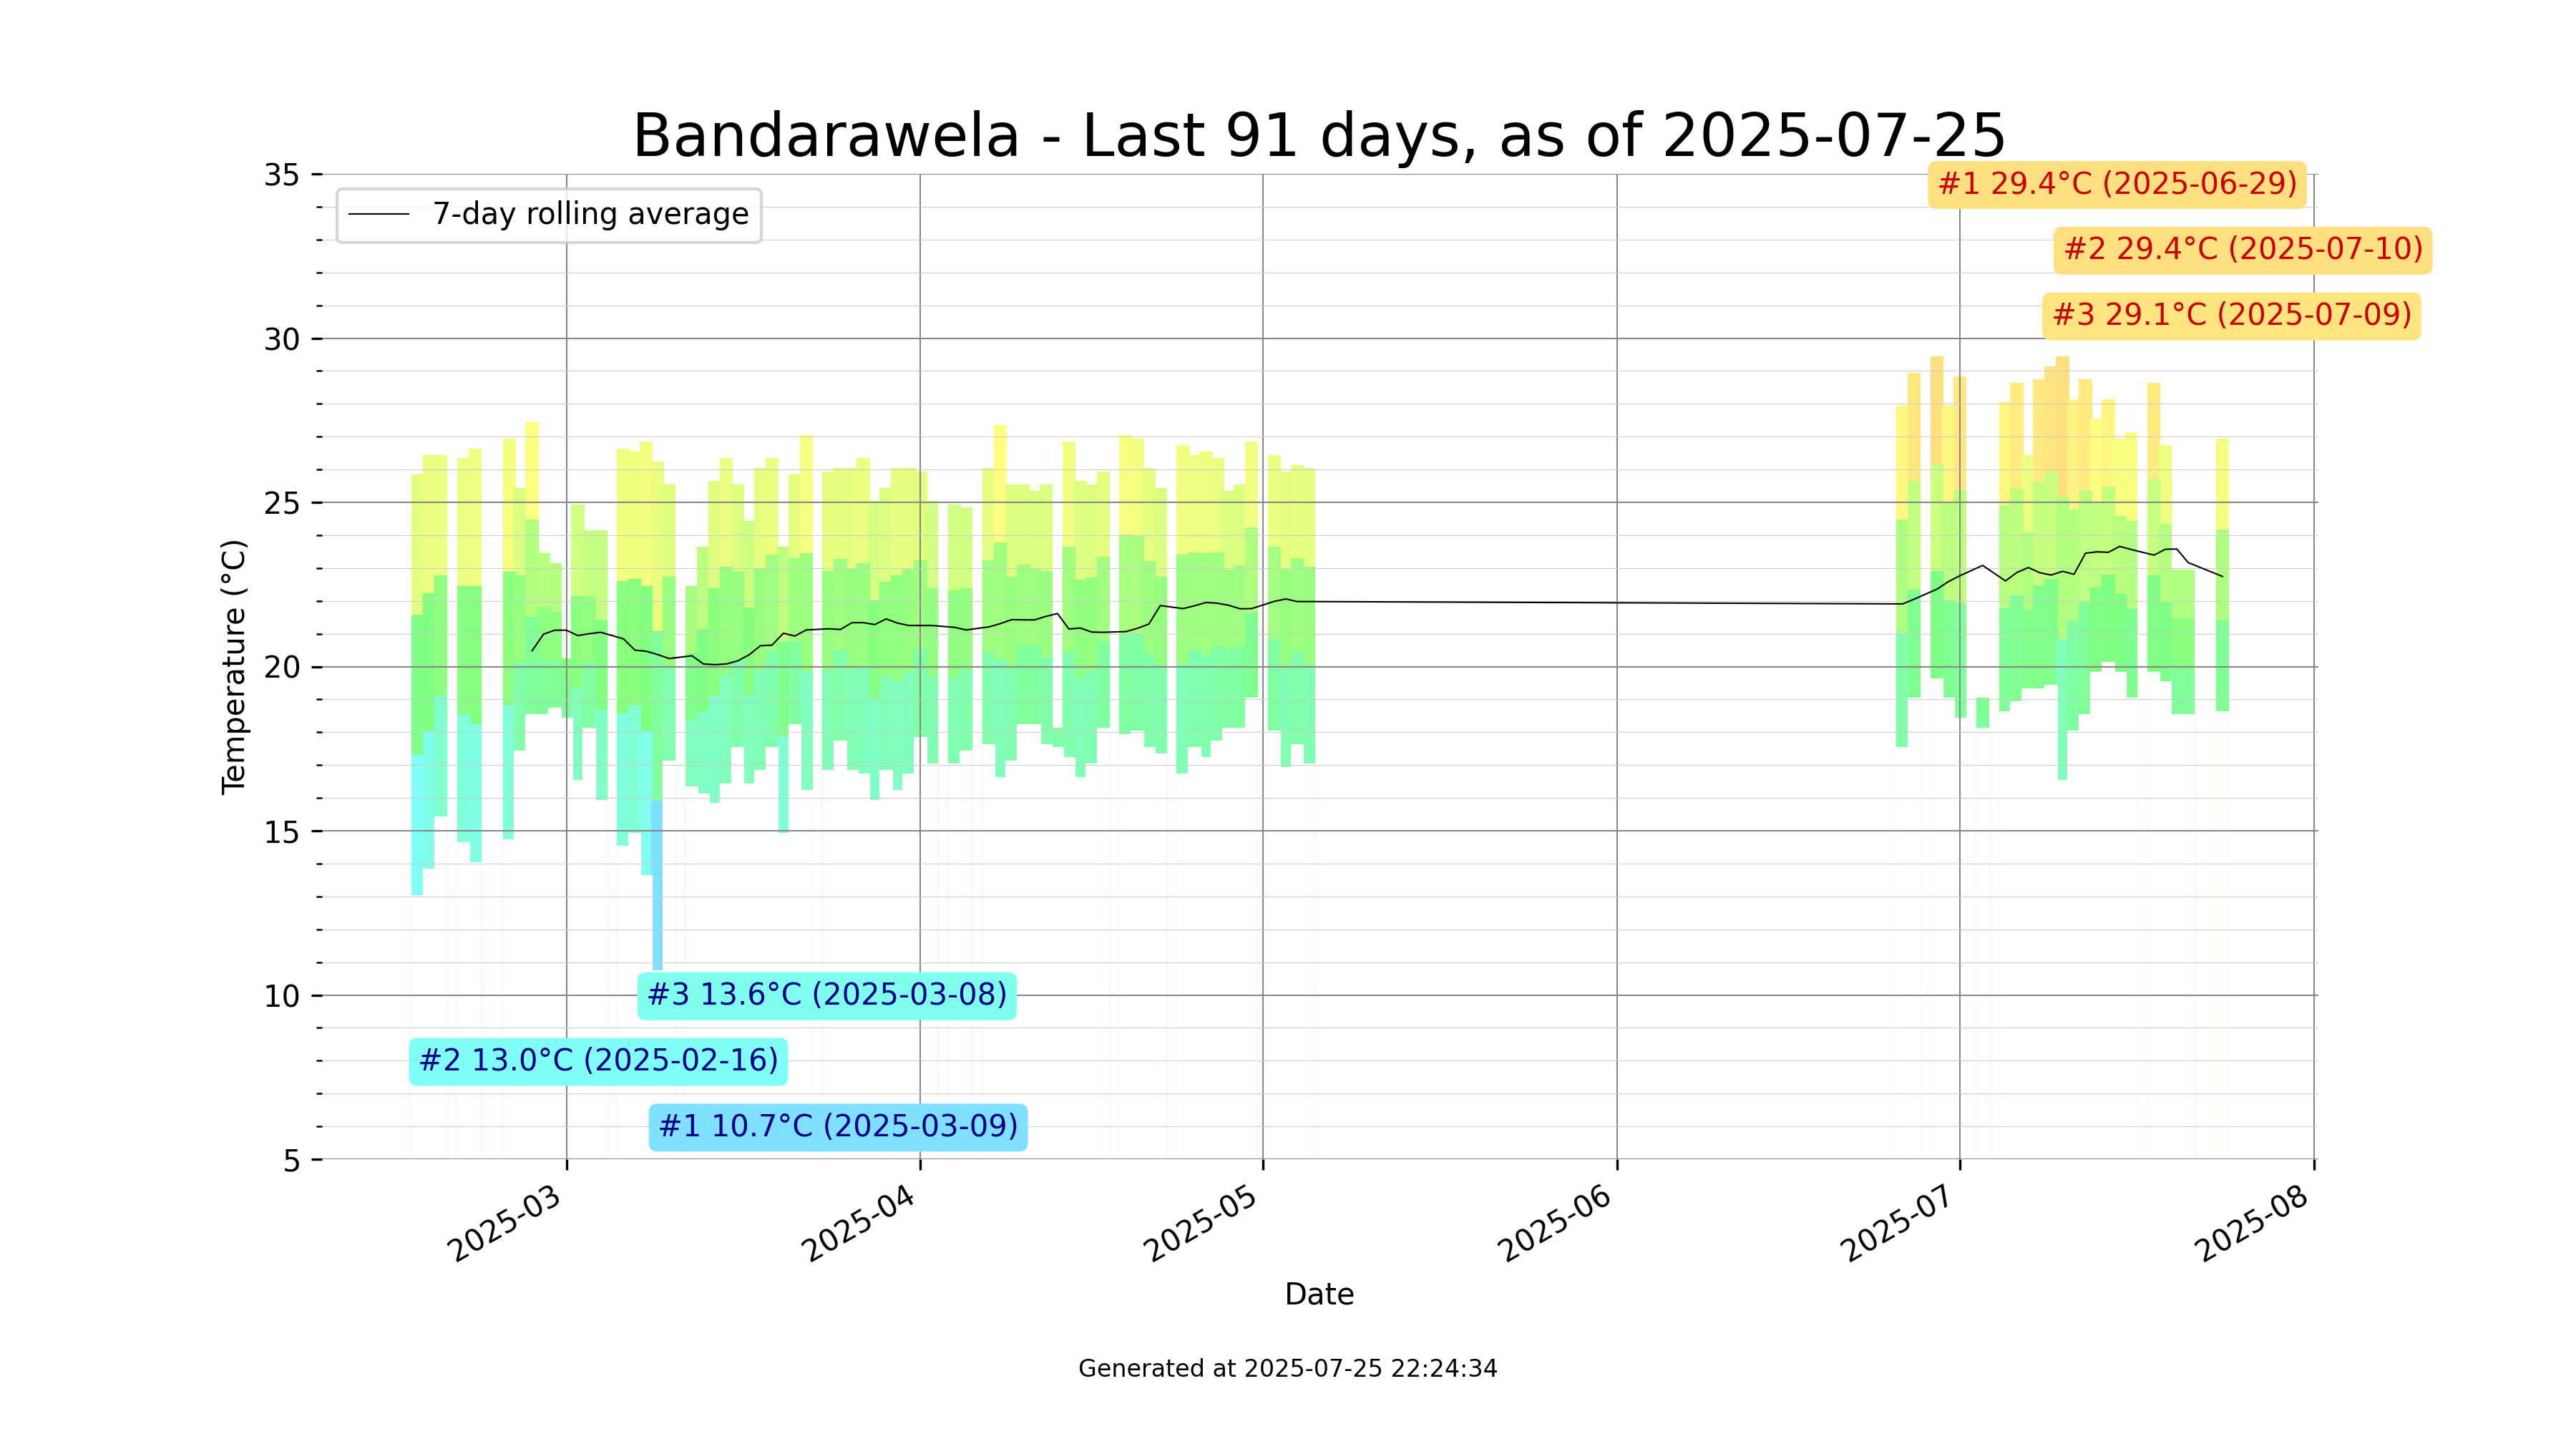 Bandarawela - Last 91 days, as of 2025-07-25
35
30
25
20
15
10
5
Temperature (°C)
7-day rolling average
#1 29.4°C (2025-06-29)
#2 29.4°C (2025-07-10)
#3 29.1°C (2025-07-09)
#3 13.6°C (2025-03-08)
#2 13.0°C (2025-02-16)
#1 10.7°C (2025-03-09)
2025-03
2025-04
2025-05
2025-06
2025-07
2025-08
Date
Generated at 2025-07-25 22:24:34